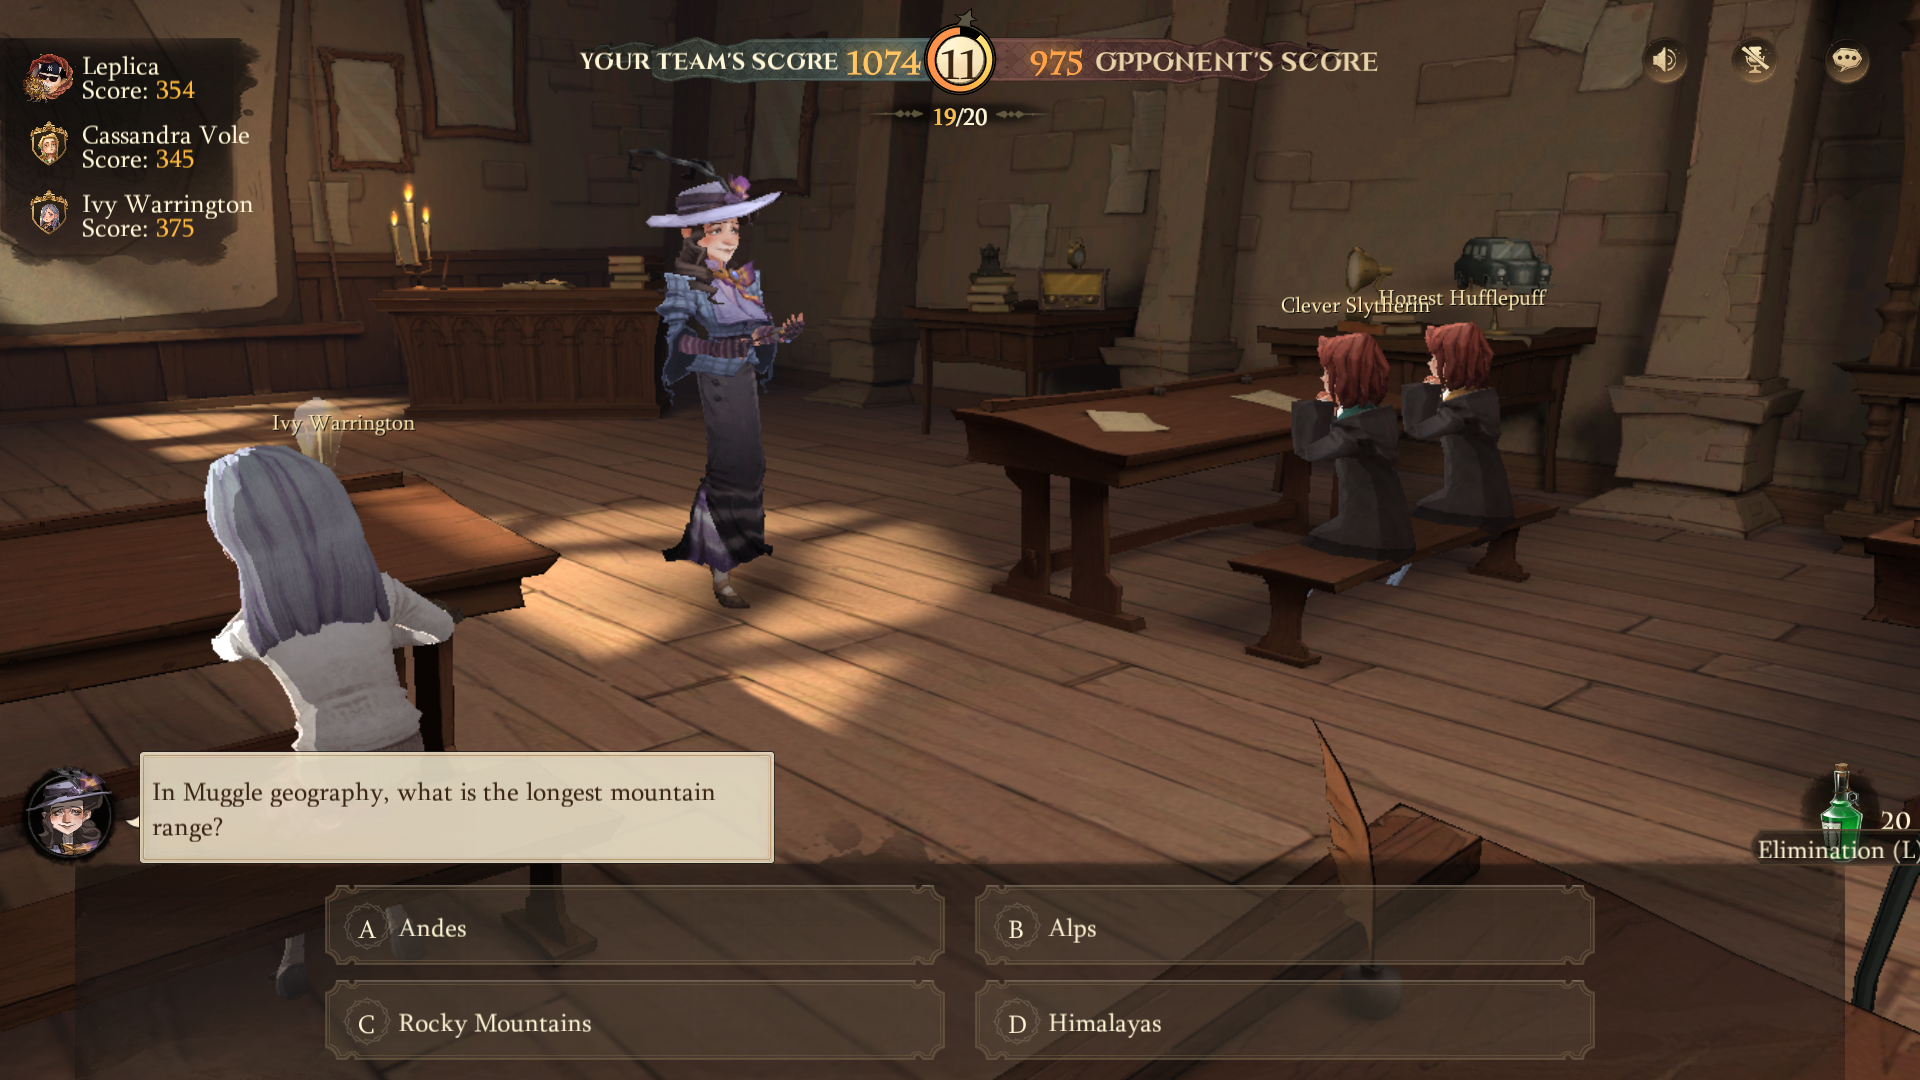 Leplica
Score: 354
Cassandra Vole
Score: 345
Ivy Warrington
Score: 375
YOUR TEAM'S SCORE 1074
11
975 OPPONENT'S SCORE
19/20
Clever Slytherin
Honest Hufflepuff
Ivy Warrington
In Muggle geography, what is the longest mountain
range?
20
Elimination (L)
A Andes
B Alps
C Rocky Mountains
D Himalayas